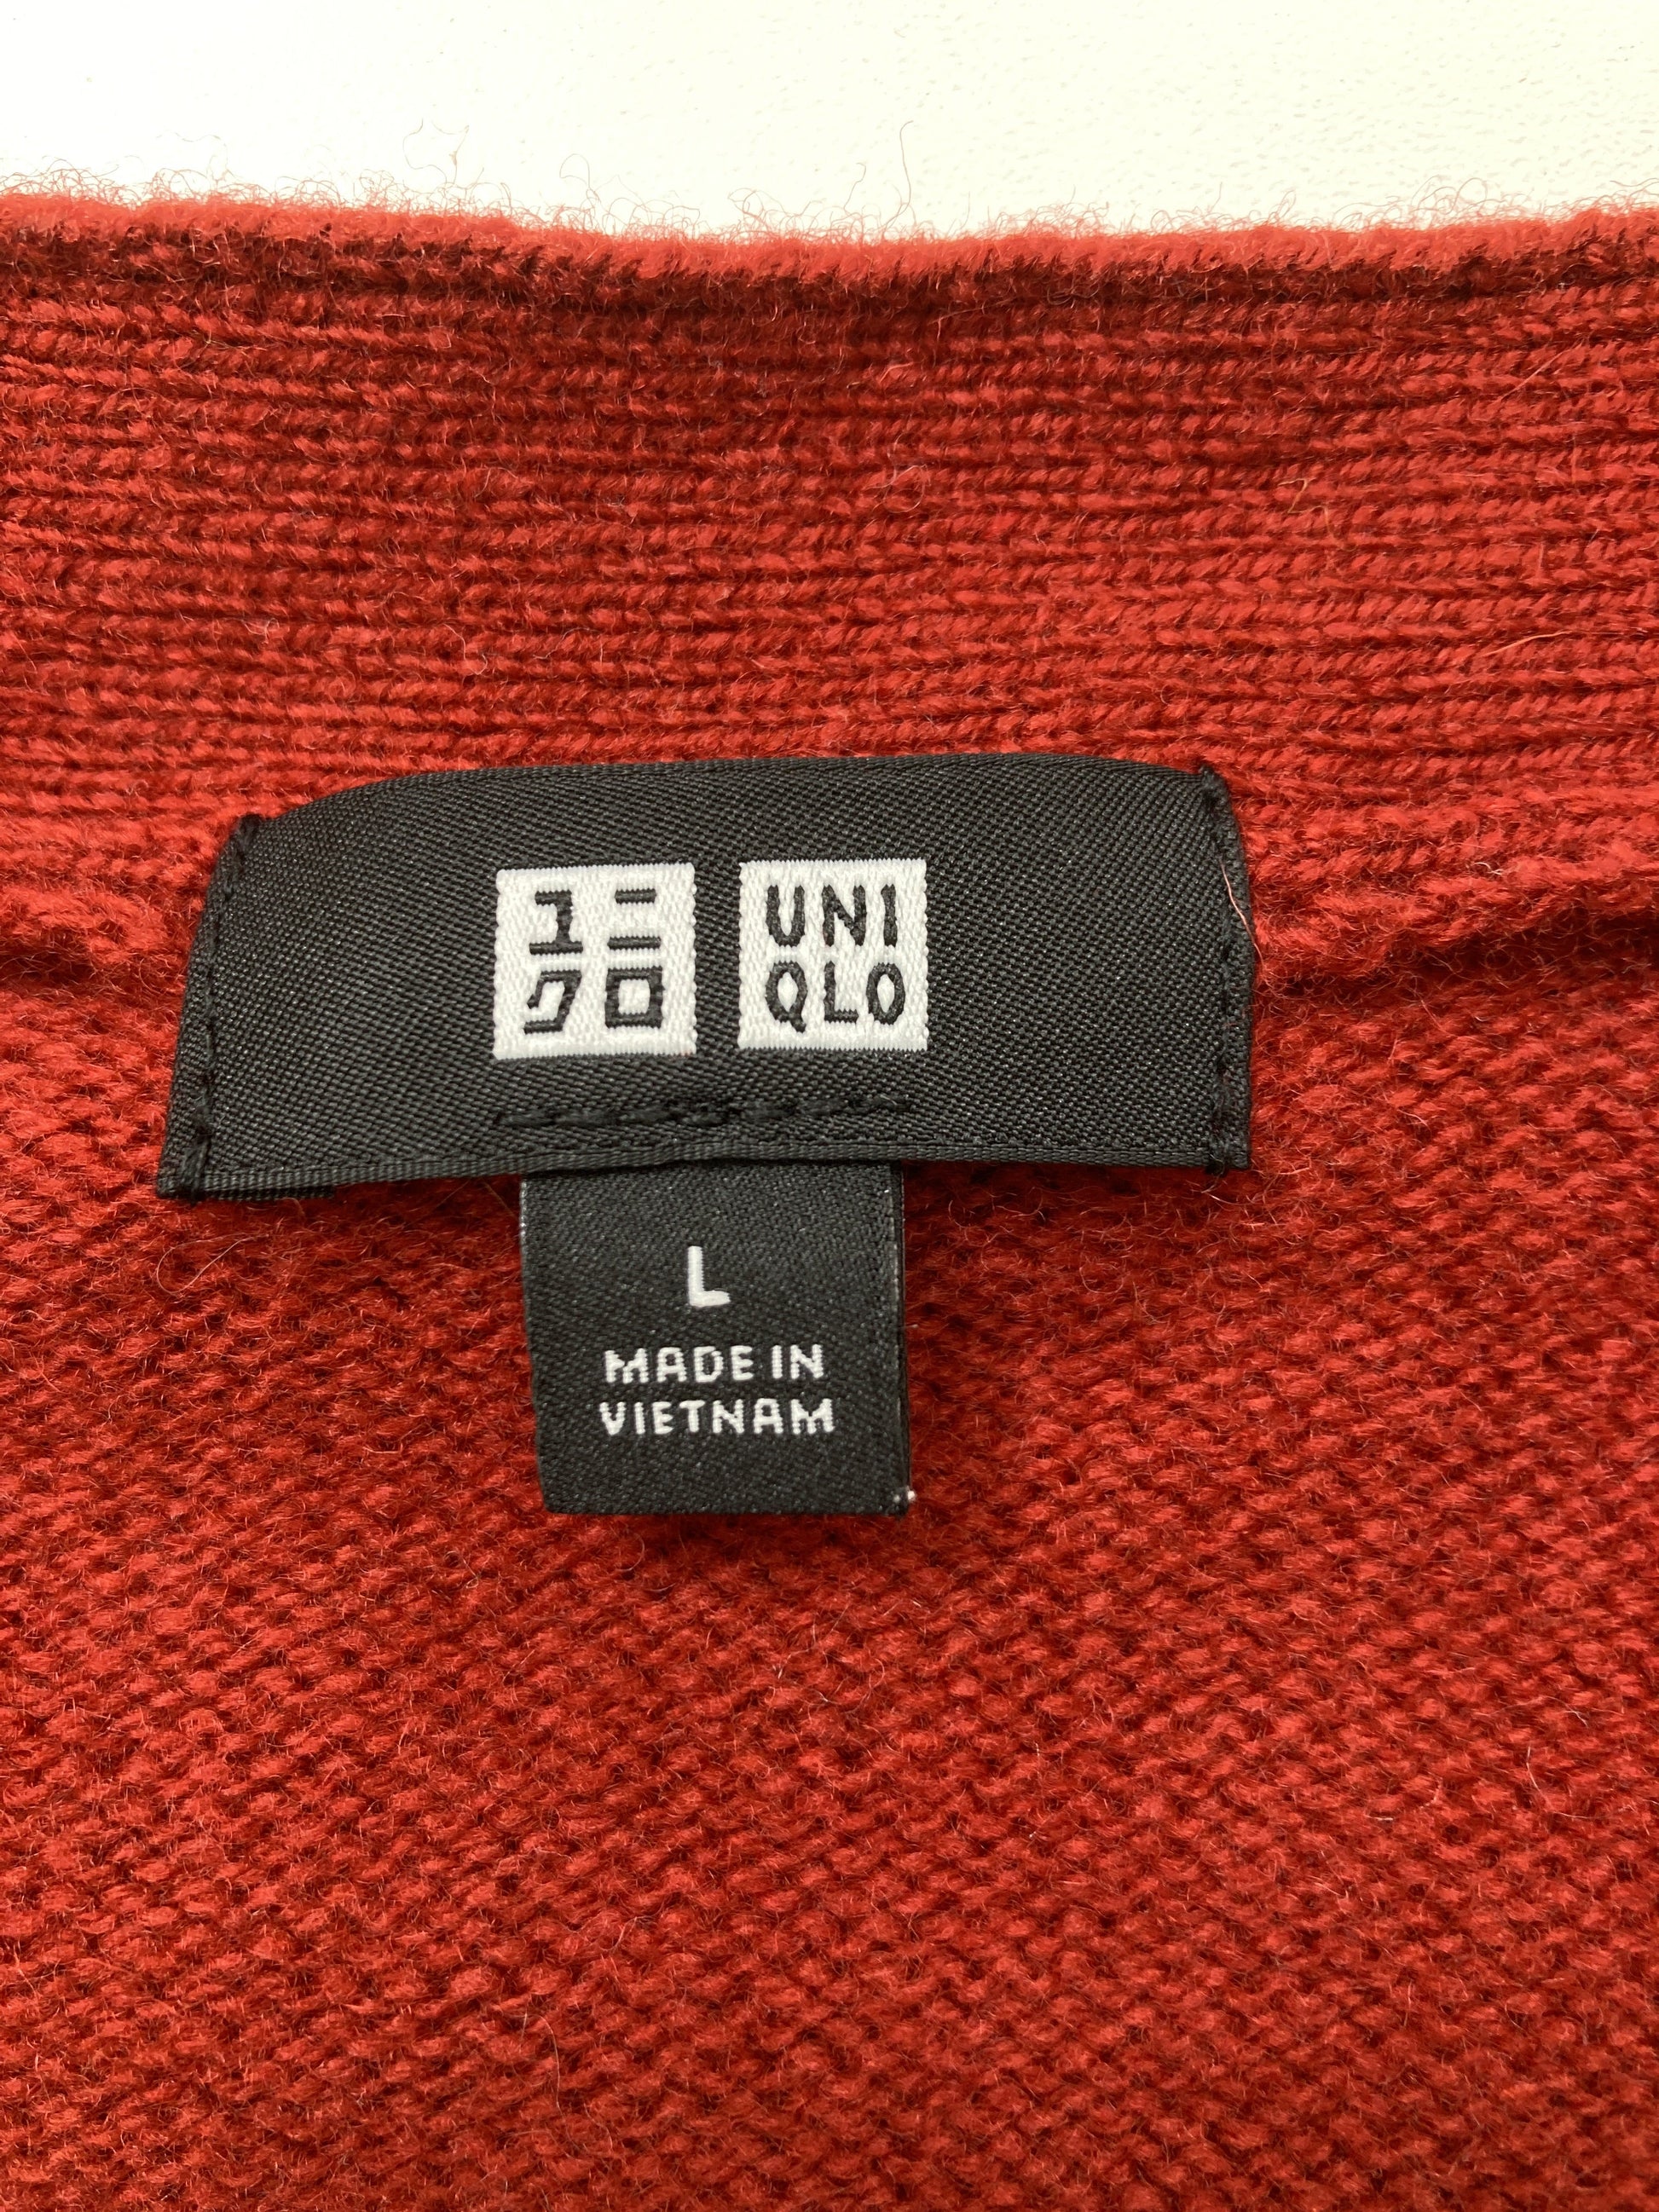 ユニ
クロ
UNI
QLO
L
MADE IN
VIETNAM